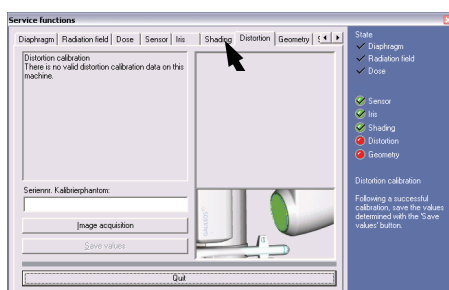 Service functions
Diaphragm Radiation field Dose Sensor Iris Shading Distortion Geometry
Distortion calibration
There is no valid distortion calibration data on this
machine.
Seriennr. Kalibrierphantom:
Image acquisition
Save values
Quit
State
Diaphragm
Radiation field
Dose
Sensor
Iris
Shading
Distortion
Geometry
Distortion calibration
Following a successful
calibration, save the values
determined with the 'Save
values' button.